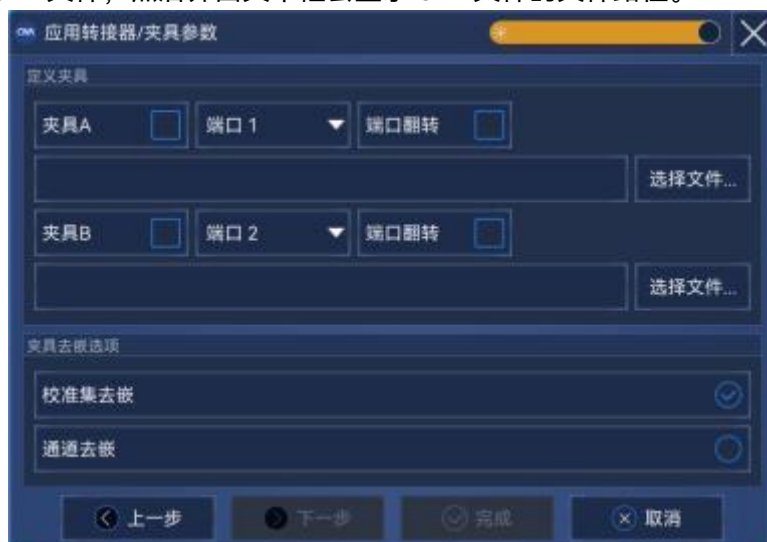 应用转接器/夹具参数
定义夹具
夹具A 端口 1 端口翻转
选择文件...
夹具B 端口 2 端口翻转
选择文件...
夹具去嵌选项
校准集去嵌
通道去嵌
上一步 下一步 完成 取消